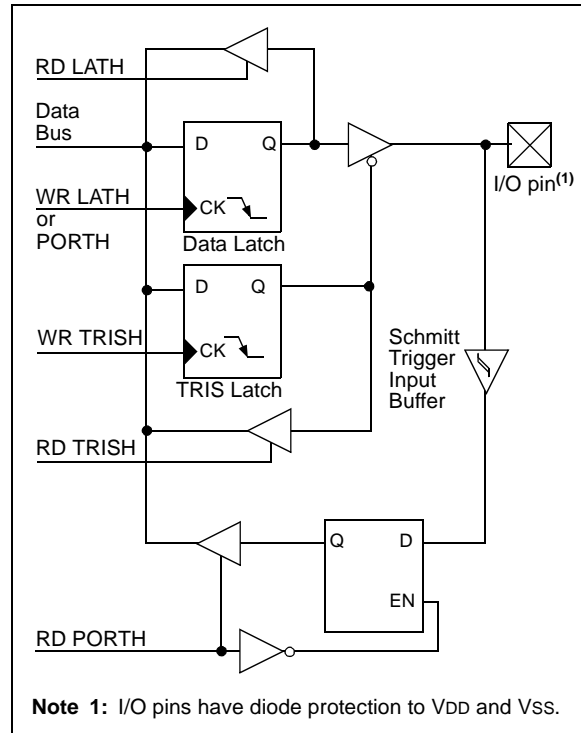 RD LATH
Data
Bus
D
Q
WR LATH
or
PORTH
CK
Data Latch
I/O pin(1)
D
Q
WR TRISH
CK
TRIS Latch
Schmitt
Trigger
Input
Buffer
RD TRISH
Q
D
EN
RD PORTH
Note 1: I/O pins have diode protection to VDD and VSS.